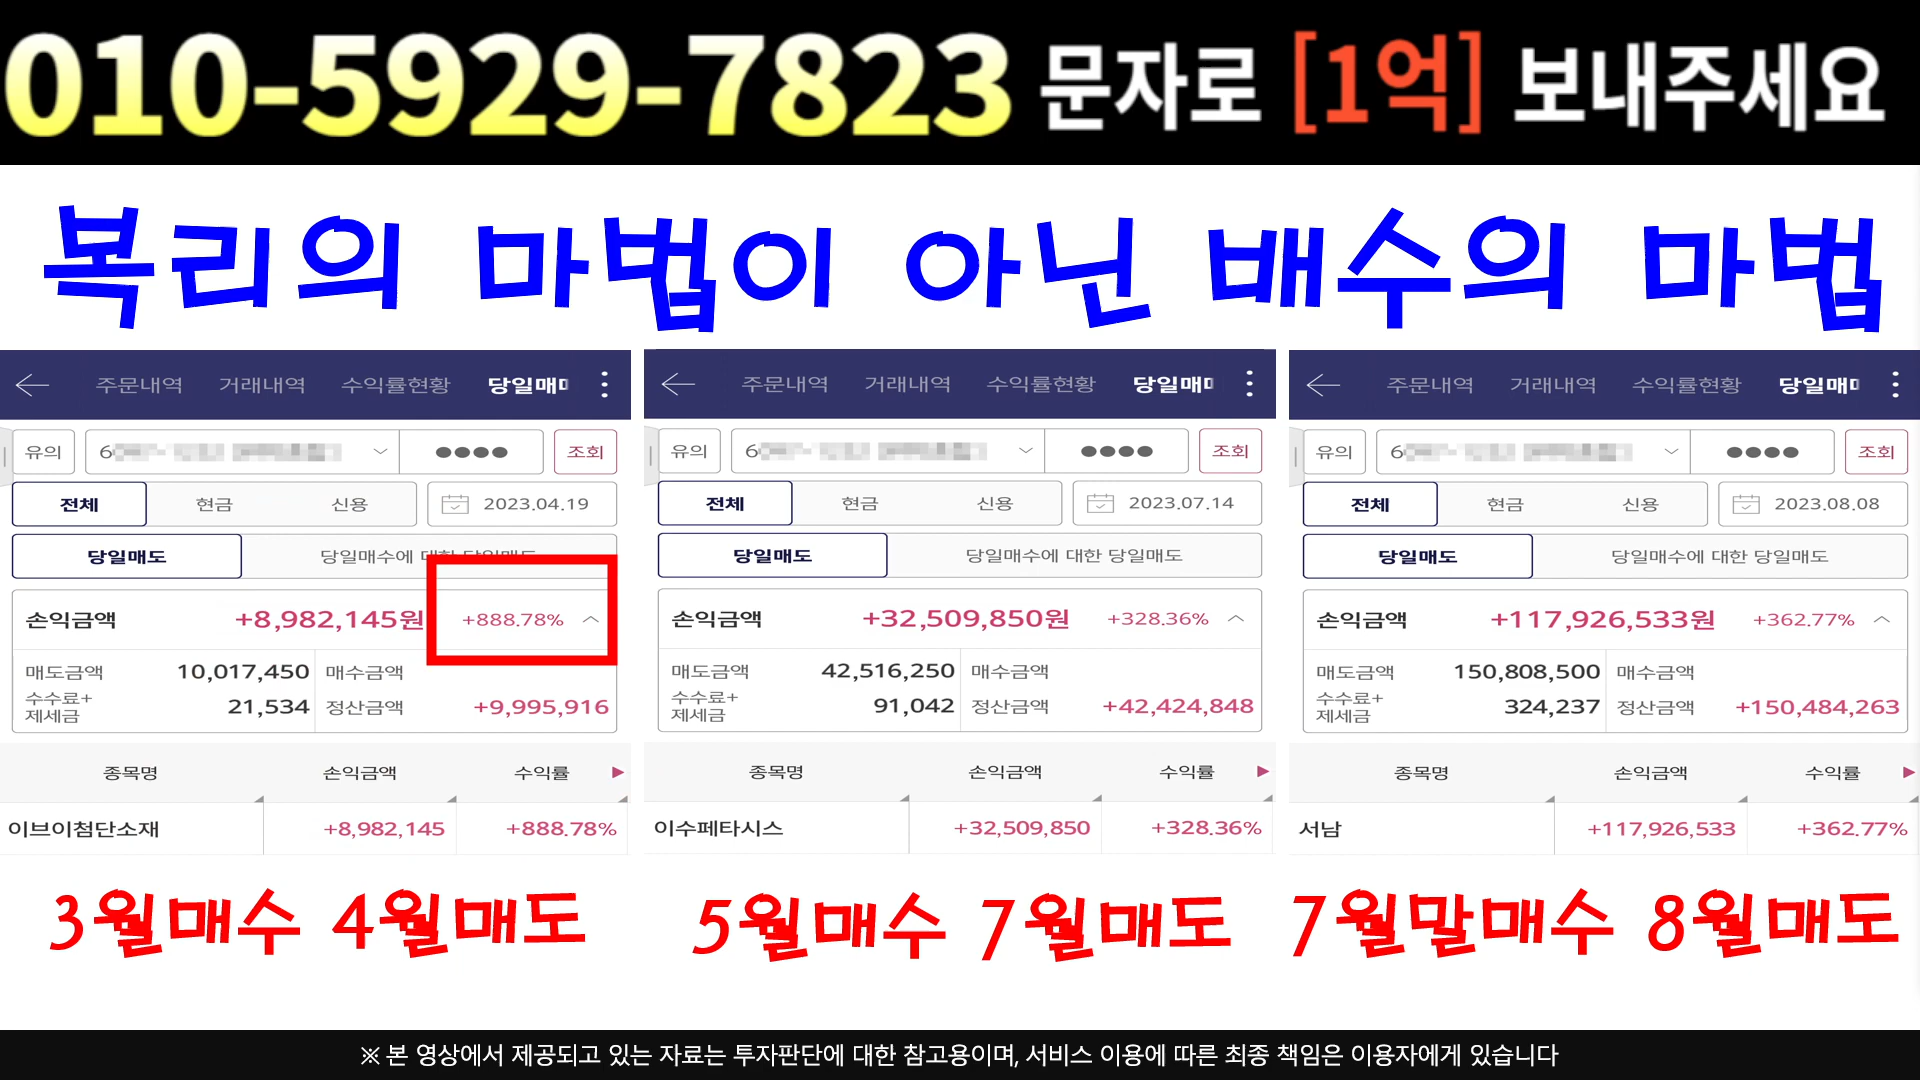 010-5929-7823 문자로 [1억] 보내주세요
복리의 마법이 아닌 배수의 마법
주문내역 거래내역 수익률현황 당일매
유의 6 조회
전체 현금 신용 2023.04.19
당일매도 당일매수에 대한 당일매도
손익금액 +8,982,145원 +888.78%
매도금액 10,017,450 매수금액
수수료+
제세금 21,534 정산금액 +9,995,916
종목명 손익금액 수익률
이브이첨단소재 +8,982,145 +888.78%
3월매수 4월매도
주문내역 거래내역 수익률현황 당일매
유의 6 조회
전체 현금 신용 2023.07.14
당일매도 당일매수에 대한 당일매도
손익금액 +32,509,850원 +328.36%
매도금액 42,516,250 매수금액
수수료+
제세금 91,042 정산금액 +42,424,848
종목명 손익금액 수익률
이수페타시스 +32,509,850 +328.36%
5월매수 7월매도
주문내역 거래내역 수익률현황 당일매
유의 6 조회
전체 현금 신용 2023.08.08
당일매도 당일매수에 대한 당일매도
손익금액 +117,926,533원 +362.77%
매도금액 150,808,500 매수금액
수수료+
제세금 324,237 정산금액 +150,484,263
종목명 손익금액 수익률
서남 +117,926,533 +362.77%
7월말매수 8월매도
※ 본 영상에서 제공되고 있는 자료는 투자판단에 대한 참고용이며, 서비스 이용에 따른 최종 책임은 이용자에게 있습니다